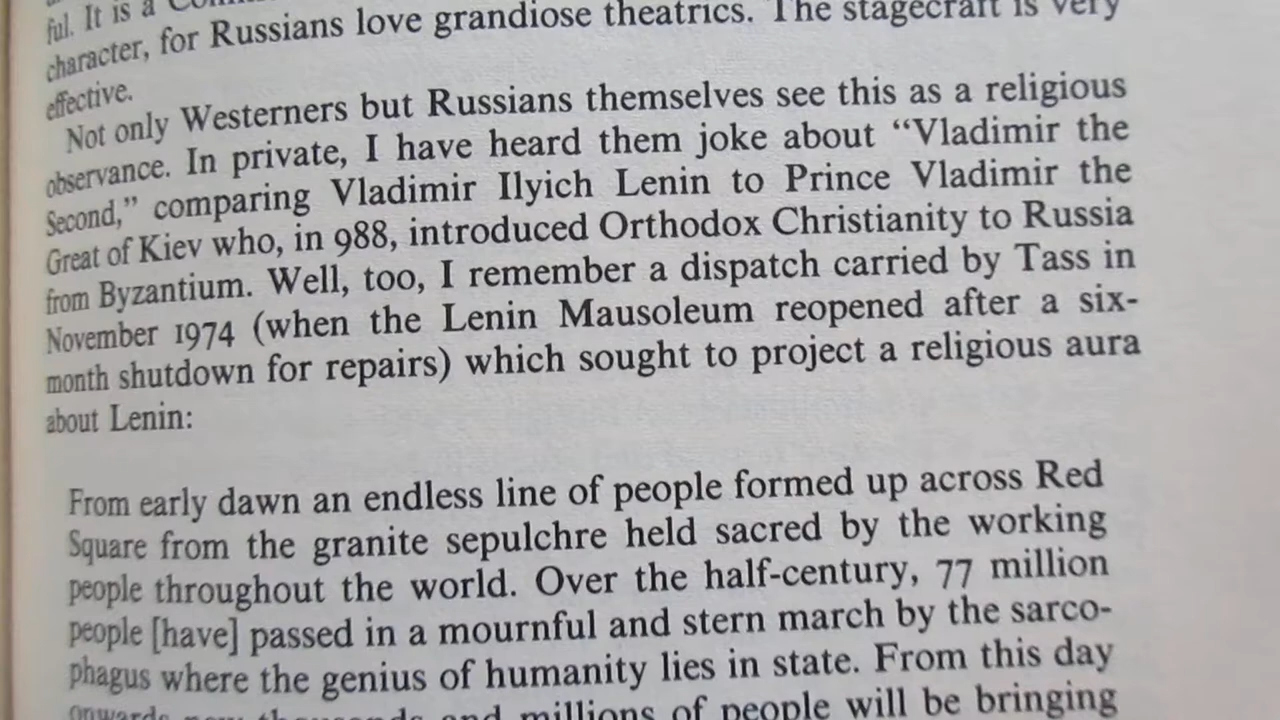 ful. It is a
character, for Russians love grandiose theatrics. The stagecraft is very
effective.
Not only Westerners but Russians themselves see this as a religious
observance. In private, I have heard them joke about “Vladimir the
Second,” comparing Vladimir Ilyich Lenin to Prince Vladimir the
Great of Kiev who, in 988, introduced Orthodox Christianity to Russia
from Byzantium. Well, too, I remember a dispatch carried by Tass in
November 1974 (when the Lenin Mausoleum reopened after a six-
month shutdown for repairs) which sought to project a religious aura
about Lenin:
From early dawn an endless line of people formed up across Red
Square from the granite sepulchre held sacred by the working
people throughout the world. Over the half-century, 77 million
people [have] passed in a mournful and stern march by the sarco-
phagus where the genius of humanity lies in state. From this day
onwards new thousands and millions of people will be bringing